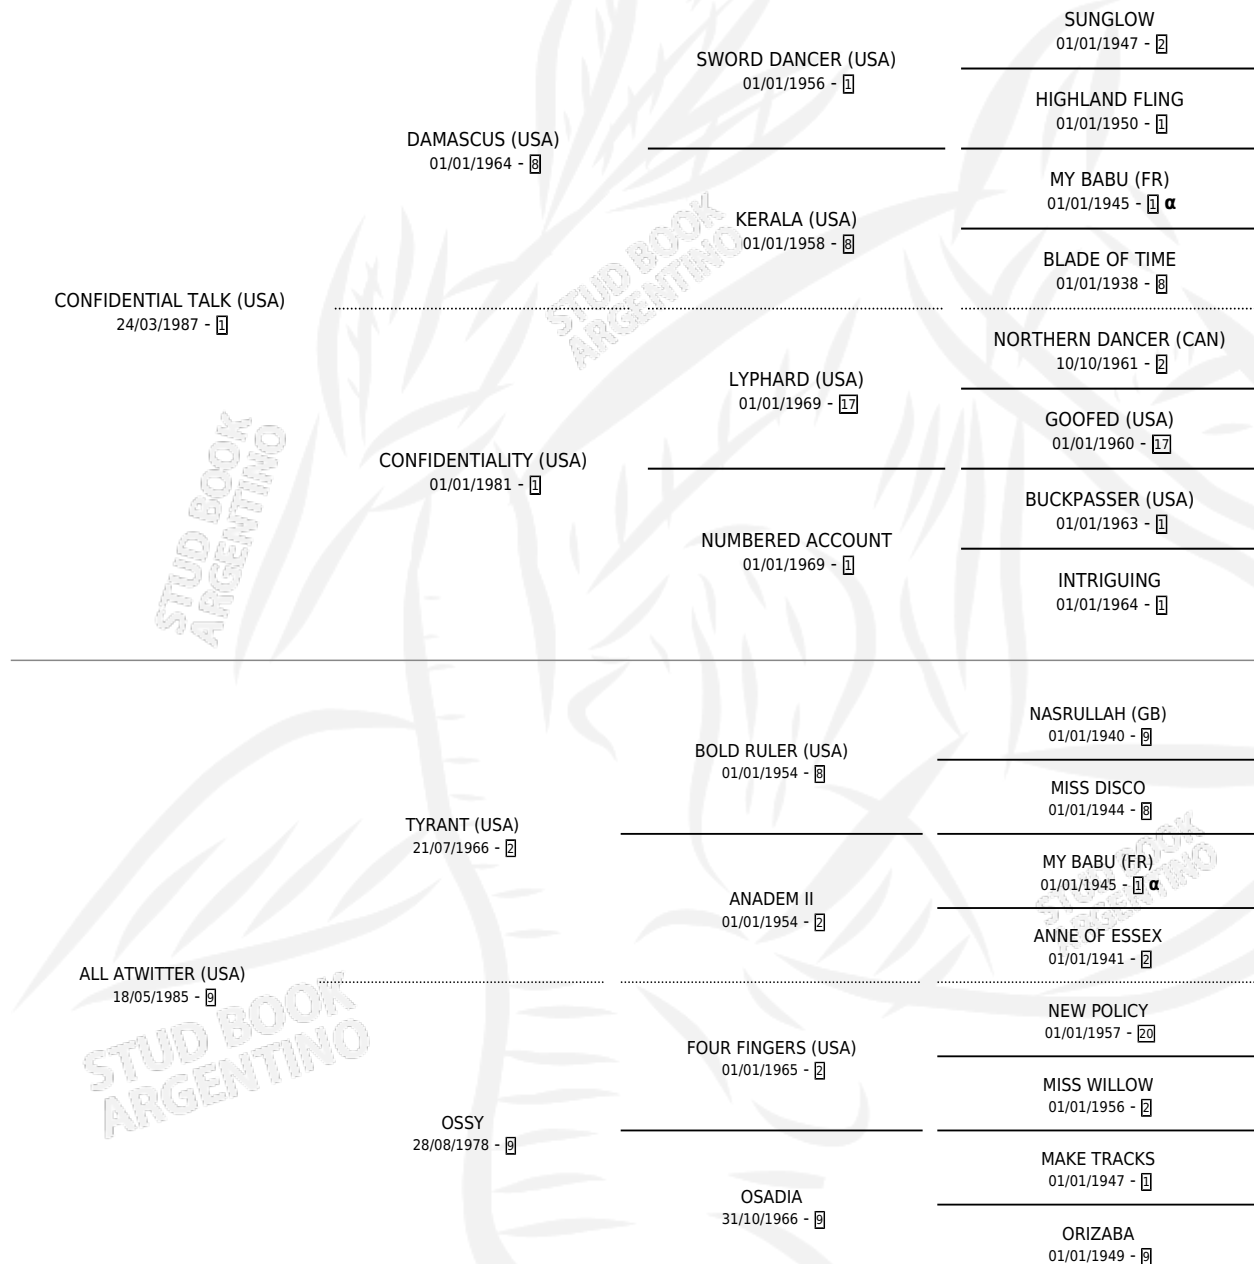 SUNGLOW
01/01/1947 - 2
SWORD DANCER (USA)
01/01/1956 - 1
HIGHLAND FLING
01/01/1950 - 1
DAMASCUS (USA)
01/01/1964 - 8
MY BABU (FR)
01/01/1945 - 1 α
KERALA (USA)
01/01/1958 - 8
BLADE OF TIME
01/01/1938 - 8
CONFIDENTIAL TALK (USA)
24/03/1987 - 1
NORTHERN DANCER (CAN)
10/10/1961 - 2
LYPHARD (USA)
01/01/1969 - 17
GOOFED (USA)
01/01/1960 - 17
CONFIDENTIALITY (USA)
01/01/1981 - 1
BUCKPASSER (USA)
01/01/1963 - 1
NUMBERED ACCOUNT
01/01/1969 - 1
INTRIGUING
01/01/1964 - 1
NASRULLAH (GB)
01/01/1940 - 9
BOLD RULER (USA)
01/01/1954 - 8
MISS DISCO
01/01/1944 - 8
TYRANT (USA)
21/07/1966 - 2
MY BABU (FR)
01/01/1945 - 1 α
ANADEM II
01/01/1954 - 2
ANNE OF ESSEX
01/01/1941 - 2
ALL ATWITTER (USA)
18/05/1985 - 9
NEW POLICY
01/01/1957 - 20
FOUR FINGERS (USA)
01/01/1965 - 2
MISS WILLOW
01/01/1956 - 2
OSSY
28/08/1978 - 9
MAKE TRACKS
01/01/1947 - 1
OSADIA
31/10/1966 - 9
ORIZABA
01/01/1949 - 9
STUD BOOK
ARGENTINO
STUD BOOK
ARGENTINO
STUD BOOK
ARGENTINO
STUD BOOK
ARGENTINO